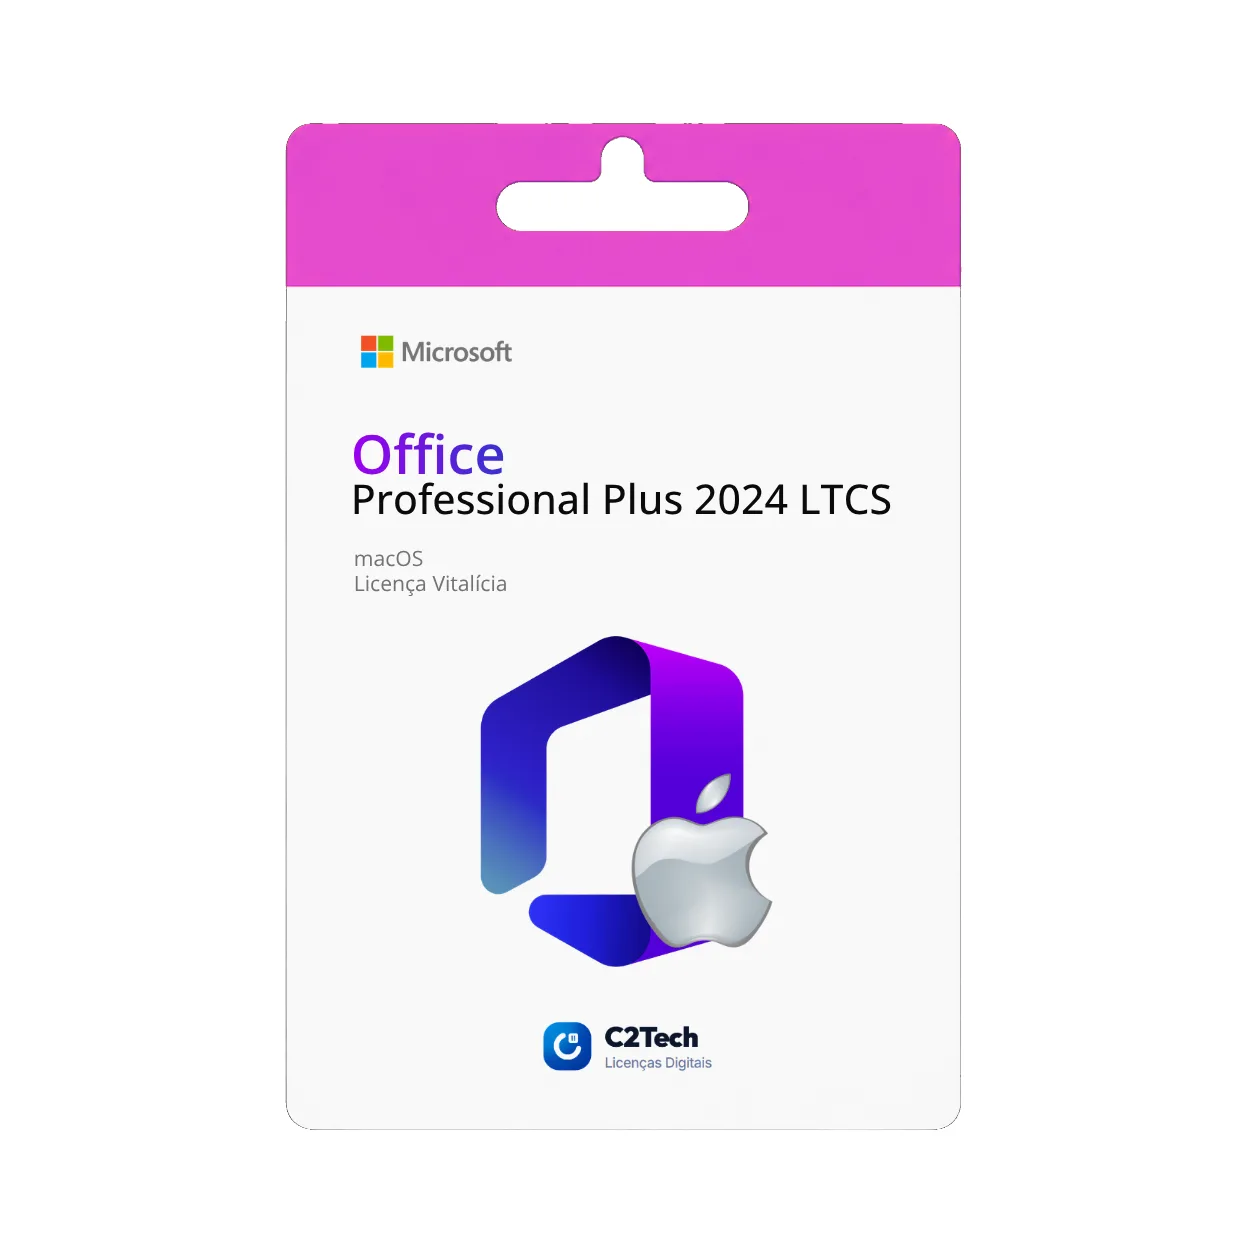 Microsoft
Office
Professional Plus 2024 LTCS
macOS
Licença Vitalícia
C2Tech
Licenças Digitais